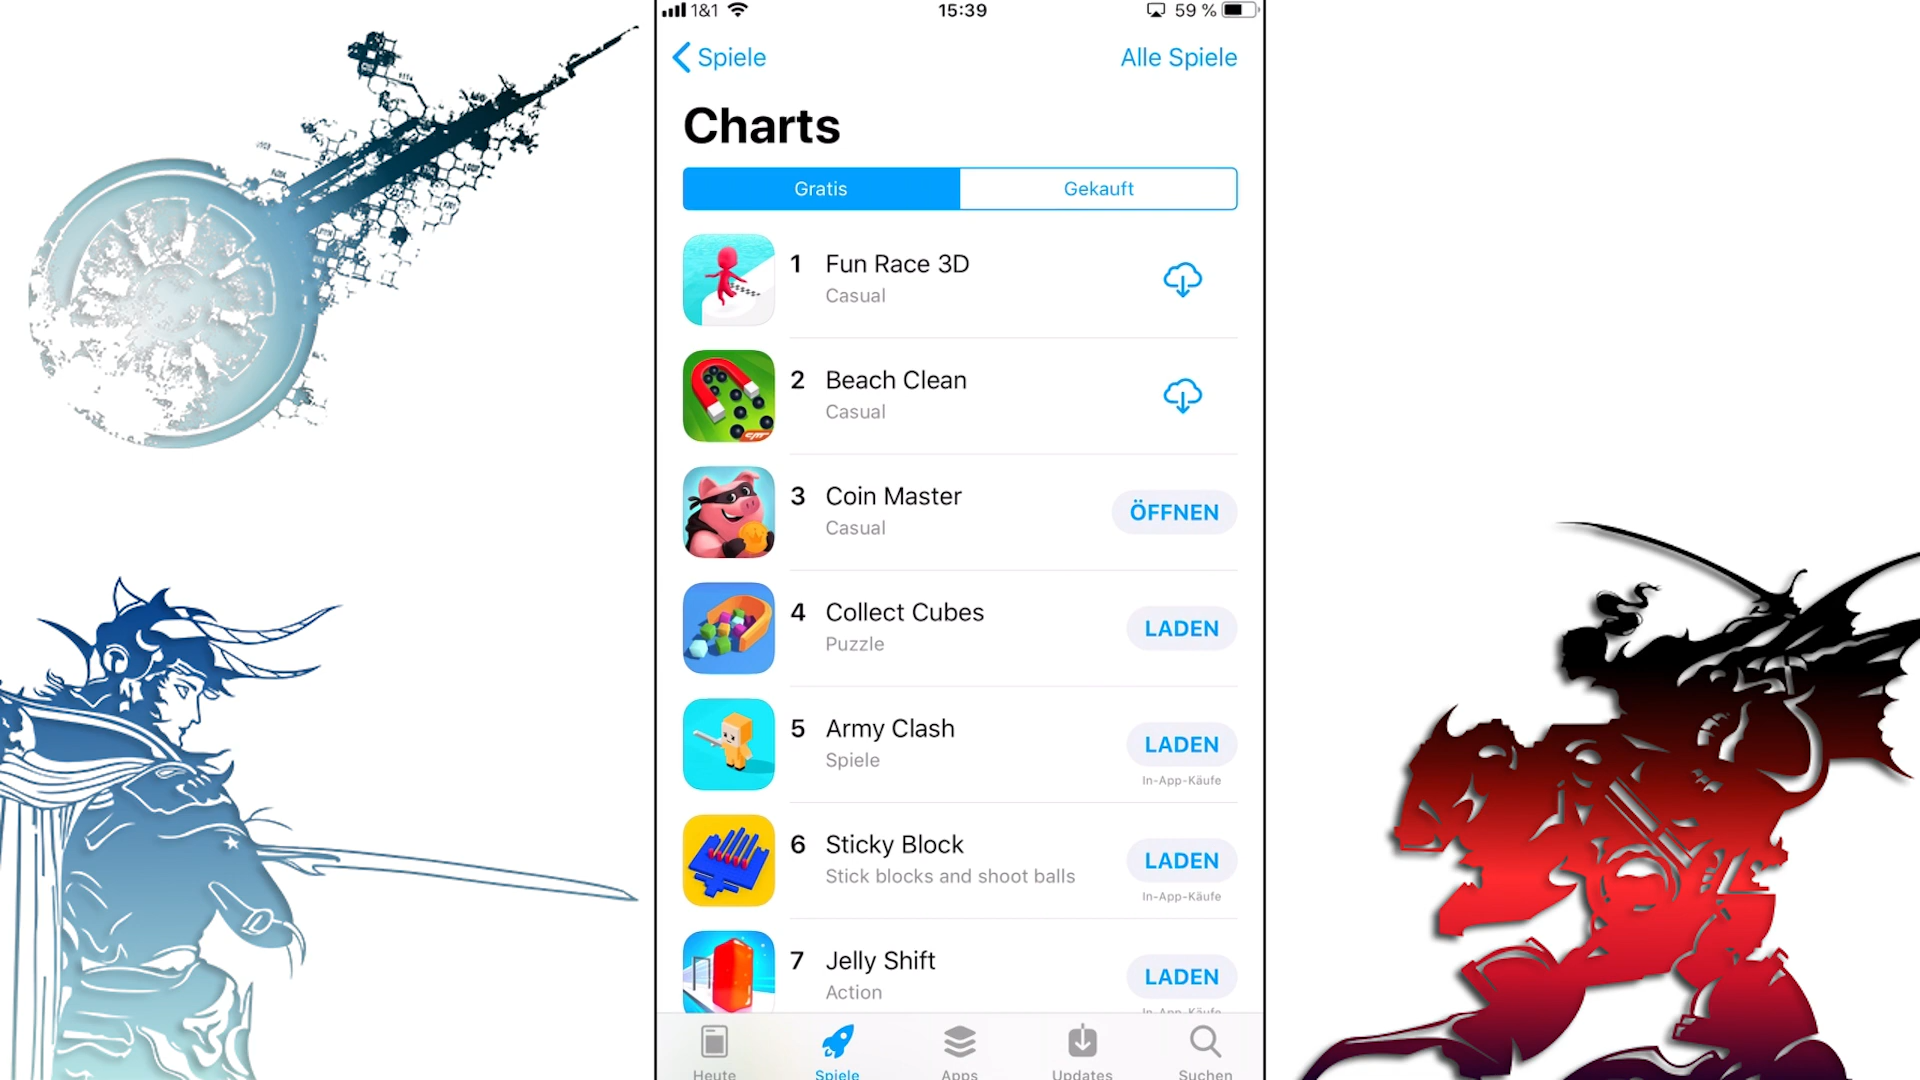 1&1 15:39 59 %
Spiele Alle Spiele
Charts
Gratis Gekauft
1 Fun Race 3D
Casual
2 Beach Clean
Casual
3 Coin Master
Casual
ÖFFNEN
4 Collect Cubes
Puzzle
LADEN
5 Army Clash
Spiele
LADEN
In-App-Käufe
6 Sticky Block
Stick blocks and shoot balls
LADEN
In-App-Käufe
7 Jelly Shift
Action
LADEN
In-App-Käufe
Heute Spiele Apps Updates Suchen